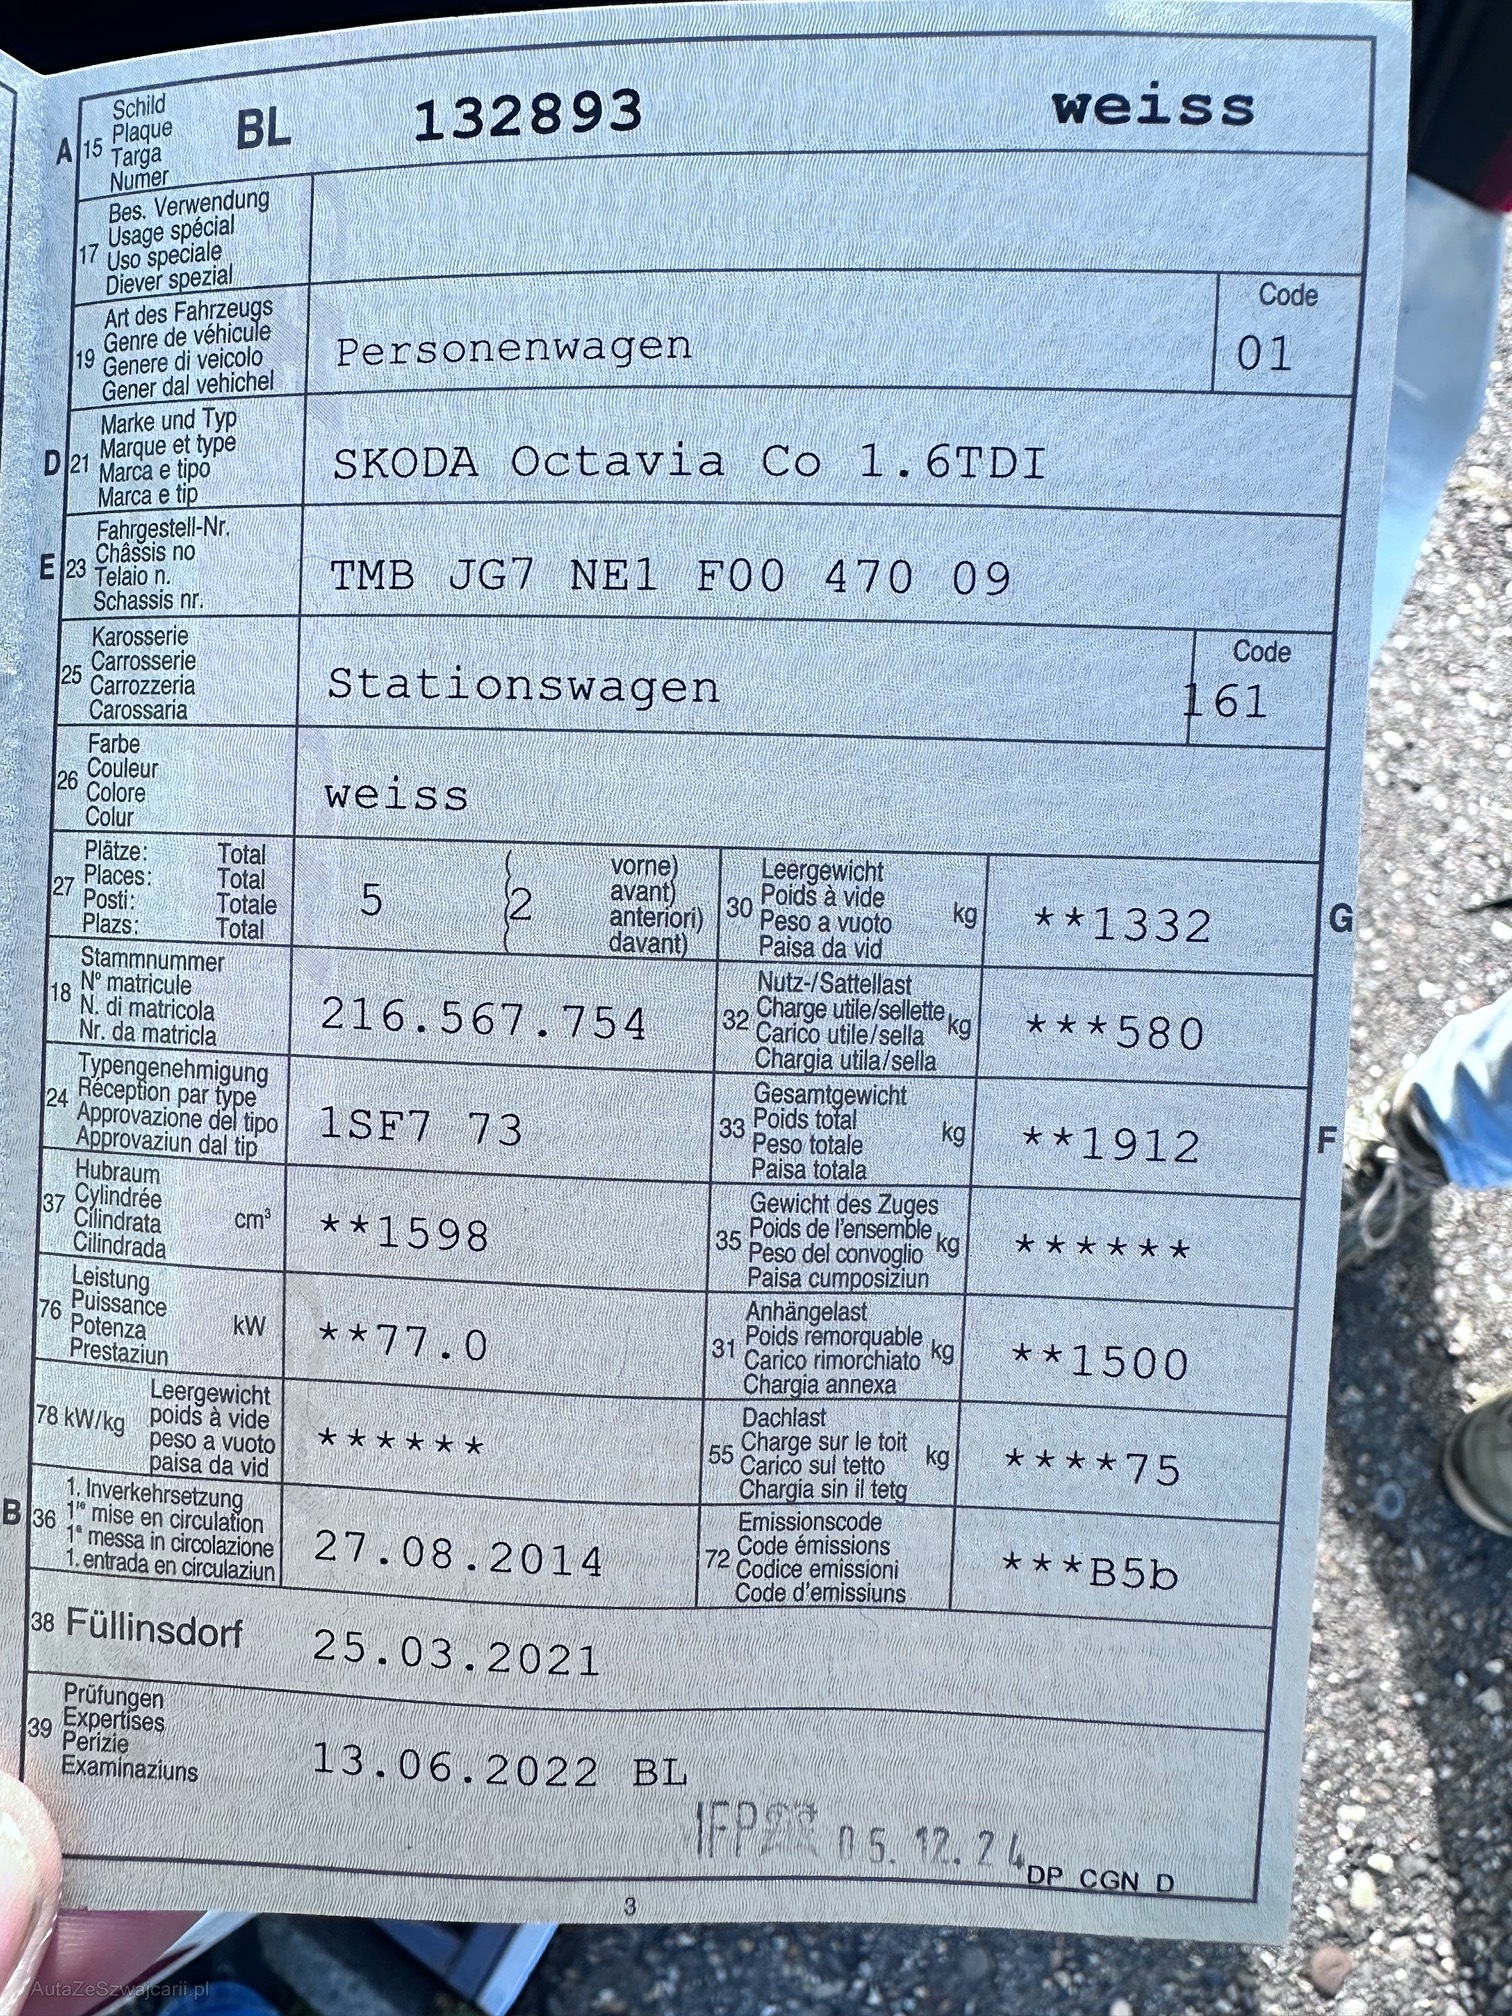 A 15 Schild
Plaque
Targa
Numer
BL 132893 weiss
17 Bes. Verwendung
Usage spécial
Uso speciale
Diever spezial
19 Art des Fahrzeugs
Genre de véhicule
Genere di veicolo
Gener dal vehichel
Personenwagen
Code
01
D 21 Marke und Typ
Marque et type
Marca e tipo
Marca e tip
SKODA Octavia Co 1.6TDI
E 23 Fahrgestell-Nr.
Châssis no
Telaio n.
Schassis nr.
TMB JG7 NE1 F00 470 09
25 Karosserie
Carrosserie
Carrozzeria
Carossaria
Stationswagen
Code
161
26 Farbe
Couleur
Colore
Colur
weiss
27 Plätze: Total
Places: Total
Posti: Totale
Plazs: Total
5 (2 vorne)
avant)
anteriori)
davant)
30 Leergewicht
Poids à vide
Peso a vuoto kg
Paisa da vid
**1332 G
18 Stammnummer
N° matricule
N. di matricola
Nr. da matricla
216.567.754
32 Nutz-/Sattellast
Charge utile/sellette kg
Carico utile/sella
Chargia utila/sella
***580
24 Typengenehmigung
Réception par type
Approvazione del tipo
Approvaziun dal tip
1SF7 73
33 Gesamtgewicht
Poids total kg
Peso totale
Paisa totala
**1912 F
37 Hubraum
Cylindrée cm³
Cilindrata
Cilindrada
**1598
35 Gewicht des Zuges
Poids de l'ensemble kg
Peso del convoglio
Paisa cumposiziun
******
76 Leistung
Puissance kW
Potenza
Prestaziun
**77.0
31 Anhängelast
Poids remorquable kg
Carico rimorchiato
Chargia annexa
**1500
78 kW/kg Leergewicht
poids à vide
peso a vuoto
paisa da vid
******
55 Dachlast
Charge sur le toit kg
Carico sul tetto
Chargia sin il tetg
****75
B 36 1. Inverkehrsetzung
1re mise en circulation
1a messa in circolazione
1. entrada en circulaziun
27.08.2014
72 Emissionscode
Code émissions
Codice emissioni
Code d'emissiuns
***B5b
38 Füllinsdorf 25.03.2021
39 Prüfungen
Expertises
Perizie
Examinaziuns
13.06.2022 BL
IFP 05.12.24
DP CGN D
3
AutaZeSzwajcarii.pl